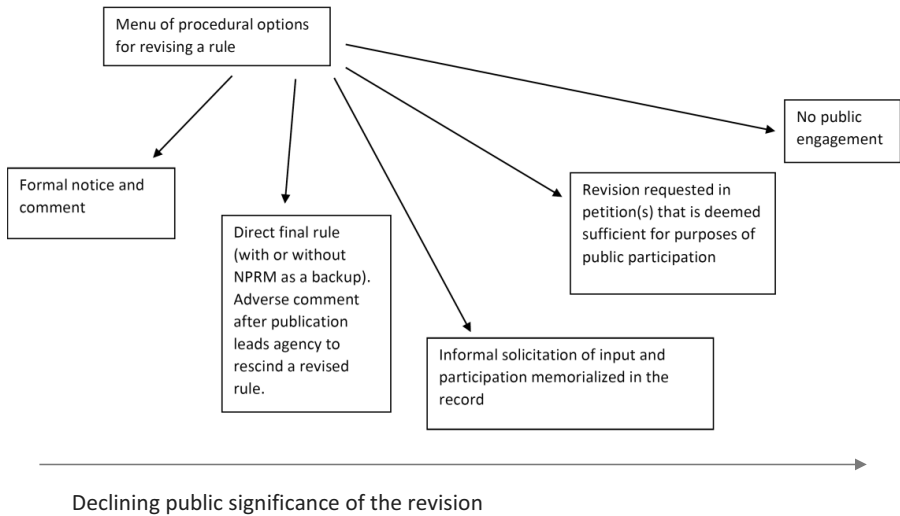 Menu of procedural options
for revising a rule
No public
engagement
Formal notice and
comment
Revision requested in
petition(s) that is deemed
sufficient for purposes of
public participation
Direct final rule
(with or without
NPRM as a backup).
Adverse comment
after publication
leads agency to
rescind a revised
rule.
Informal solicitation of input and
participation memorialized in the
record
Declining public significance of the revision